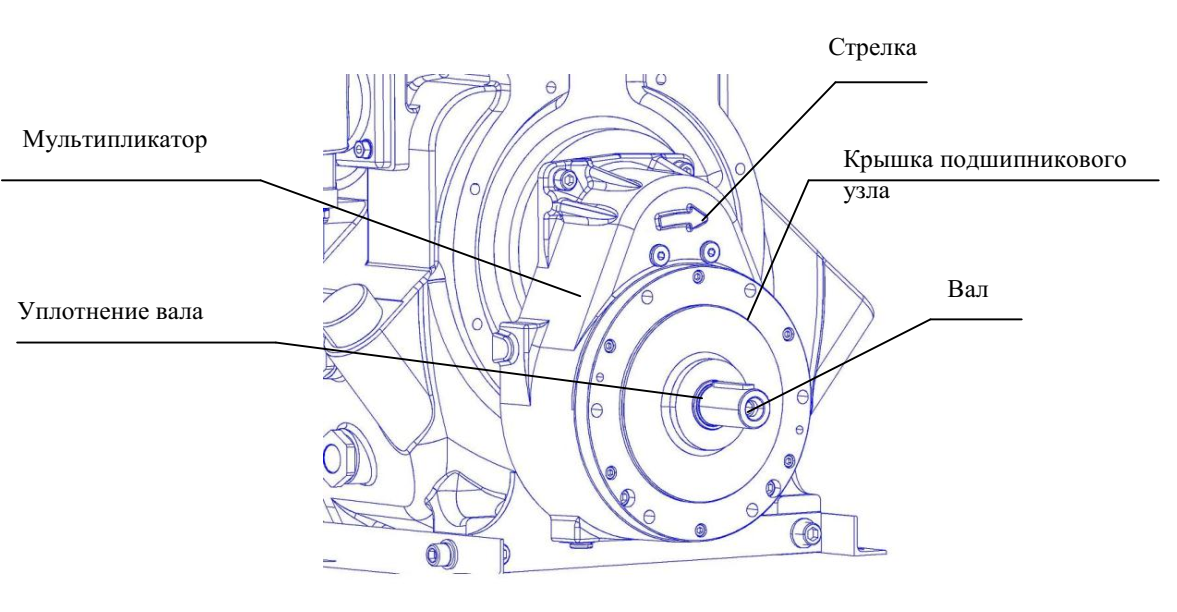 Стрелка
Мультипликатор
Крышка подшипникового
узла
Вал
Уплотнение вала